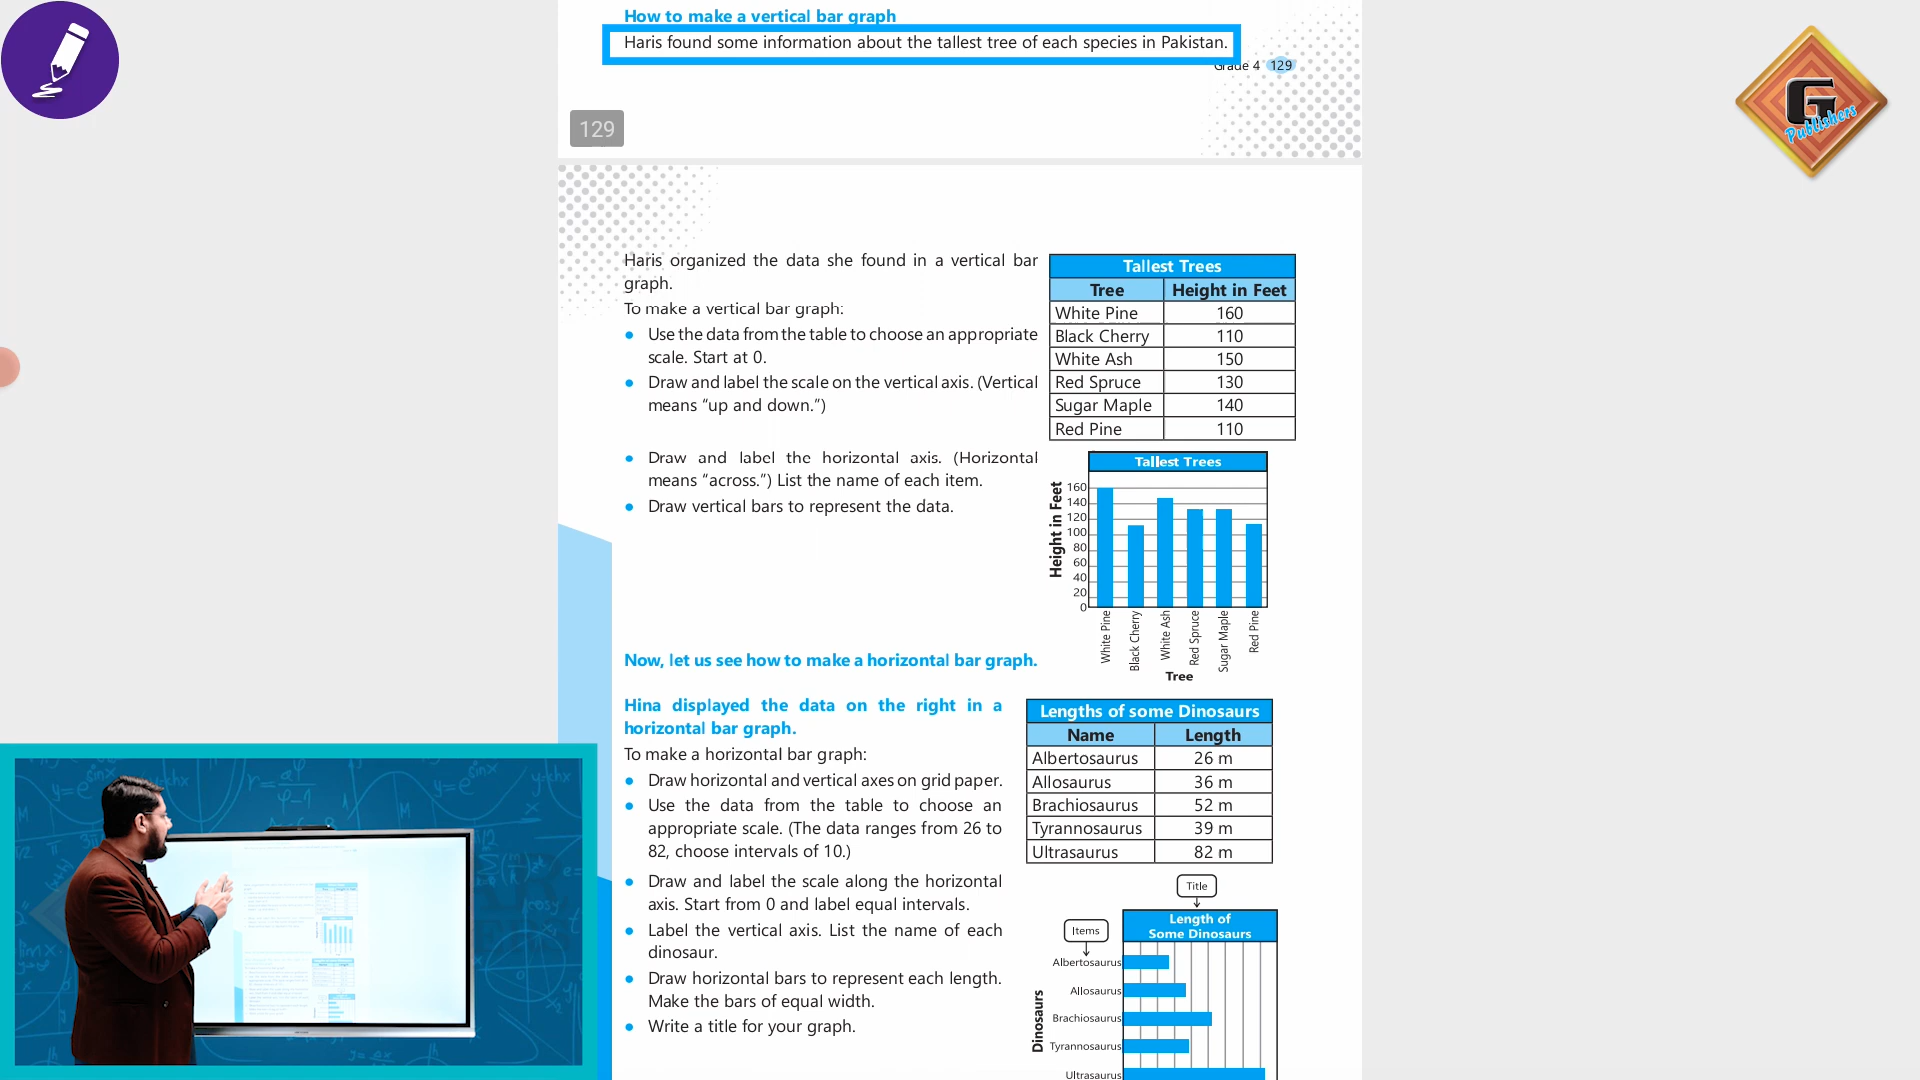 How to make a vertical bar graph
Haris found some information about the tallest tree of each species in Pakistan.
Grade 4 129
129
G
Publishers
Haris organized the data she found in a vertical bar
graph.
To make a vertical bar graph:
• Use the data from the table to choose an appropriate
scale. Start at 0.
• Draw and label the scale on the vertical axis. (Vertical
means “up and down.”)
• Draw and label the horizontal axis. (Horizontal
means “across.”) List the name of each item.
• Draw vertical bars to represent the data.
Tallest Trees
Tree Height in Feet
White Pine 160
Black Cherry 110
White Ash 150
Red Spruce 130
Sugar Maple 140
Red Pine 110
Tallest Trees
Height in Feet
160
140
120
100
80
60
40
20
0
White Pine
Black Cherry
White Ash
Red Spruce
Sugar Maple
Red Pine
Tree
Now, let us see how to make a horizontal bar graph.
Hina displayed the data on the right in a
horizontal bar graph.
To make a horizontal bar graph:
• Draw horizontal and vertical axes on grid paper.
• Use the data from the table to choose an
appropriate scale. (The data ranges from 26 to
82, choose intervals of 10.)
• Draw and label the scale along the horizontal
axis. Start from 0 and label equal intervals.
• Label the vertical axis. List the name of each
dinosaur.
• Draw horizontal bars to represent each length.
Make the bars of equal width.
• Write a title for your graph.
Lengths of some Dinosaurs
Name Length
Albertosaurus 26 m
Allosaurus 36 m
Brachiosaurus 52 m
Tyrannosaurus 39 m
Ultrasaurus 82 m
Title
Items
Length of
Some Dinosaurs
Dinosaurs
Albertosaurus
Allosaurus
Brachiosaurus
Tyrannosaurus
Ultrasaurus